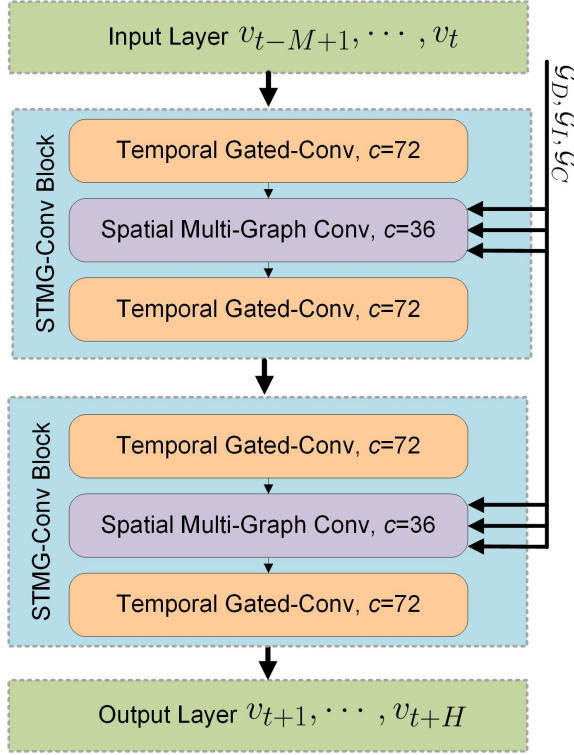 Input Layer v_{t−M+1}, ⋯ , v_t
𝒢_D, 𝒢_I, 𝒢_C
STMG-Conv Block
Temporal Gated-Conv, c=72
Spatial Multi-Graph Conv, c=36
Temporal Gated-Conv, c=72
STMG-Conv Block
Temporal Gated-Conv, c=72
Spatial Multi-Graph Conv, c=36
Temporal Gated-Conv, c=72
Output Layer v_{t+1}, ⋯ , v_{t+H}